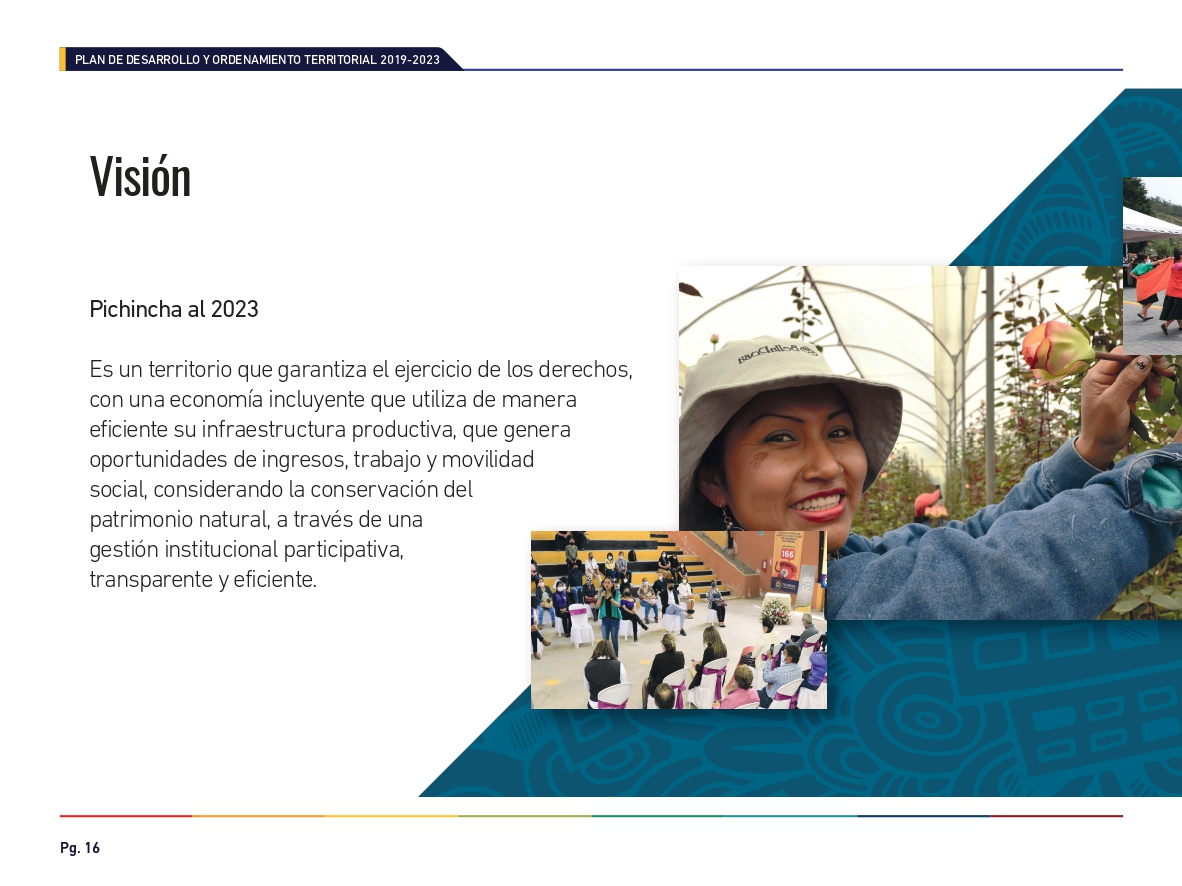 PLAN DE DESARROLLO Y ORDENAMIENTO TERRITORIAL 2019-2023
Visión
Pichincha al 2023
Es un territorio que garantiza el ejercicio de los derechos,
con una economía incluyente que utiliza de manera
eficiente su infraestructura productiva, que genera
oportunidades de ingresos, trabajo y movilidad
social, considerando la conservación del
patrimonio natural, a través de una
gestión institucional participativa,
transparente y eficiente.
166
Pg. 16